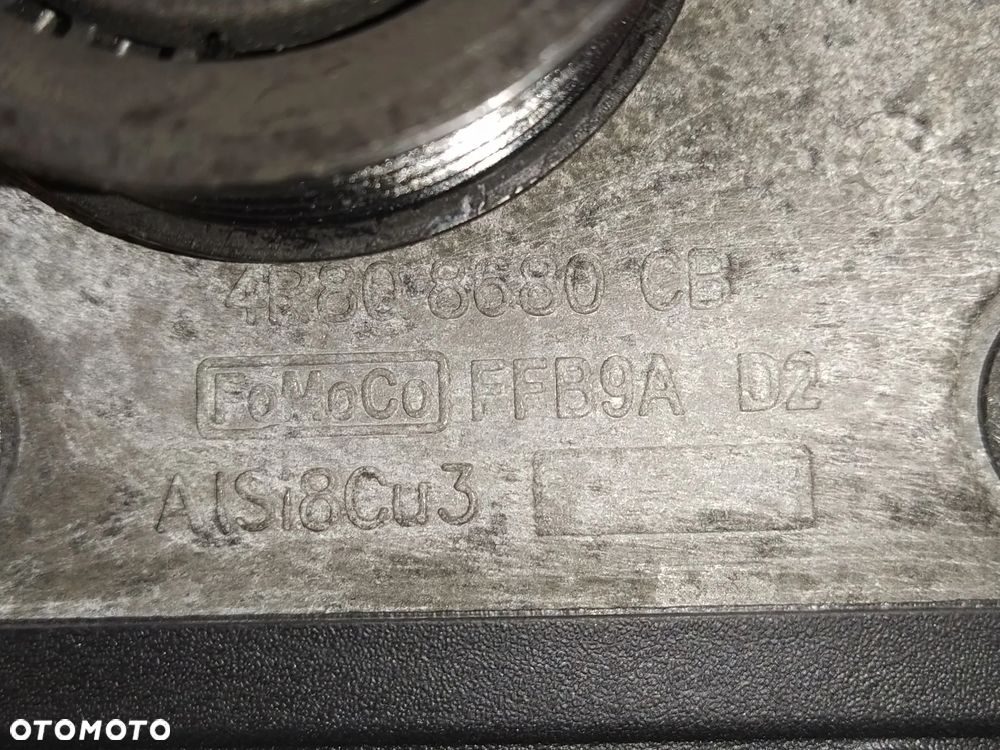 4R80 8680 CB
FoMoCo FFB9A D2
AlSi8Cu3
OTOMOTO